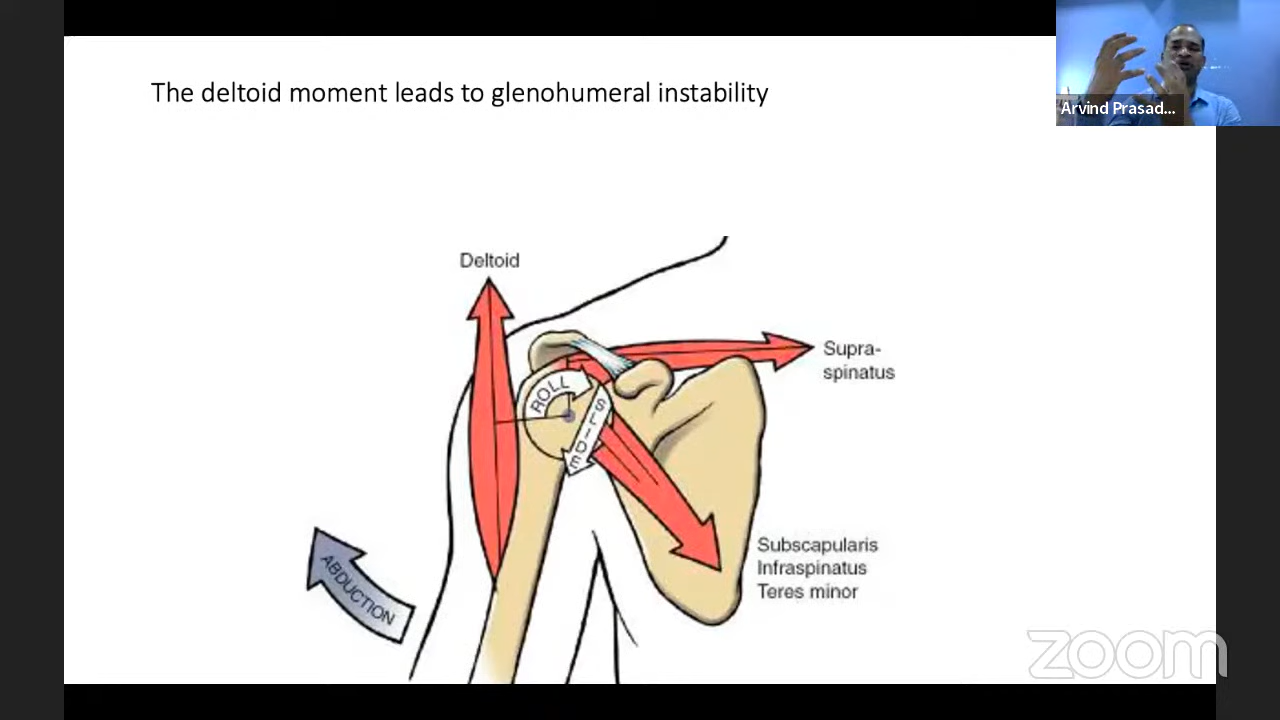 The deltoid moment leads to glenohumeral instability
Arvind Prasad...
Deltoid
Supra-
spinatus
ROLL
SLIDE
ABDUCTION
Subscapularis
Infraspinatus
Teres minor
zoom